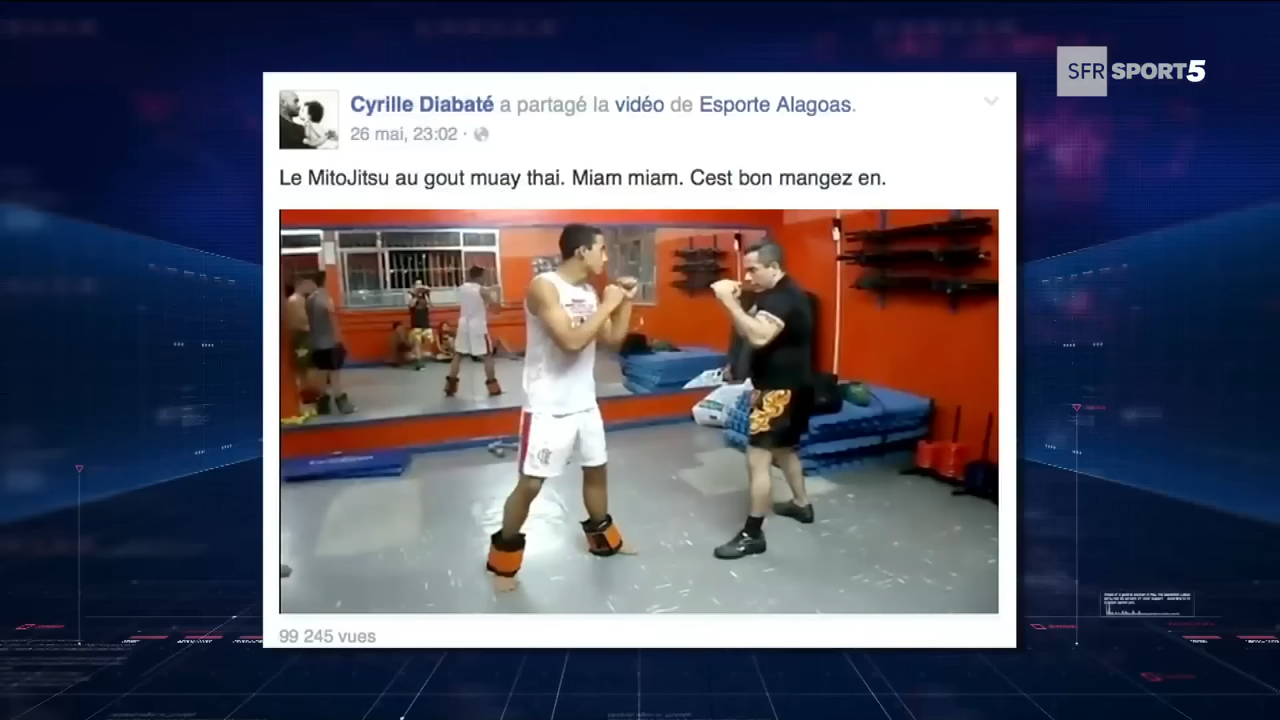 SFR SPORT5
Cyrille Diabaté a partagé la vidéo de Esporte Alagoas.
26 mai, 23:02 ·
Le MitoJitsu au gout muay thai. Miam miam. Cest bon mangez en.
99 245 vues